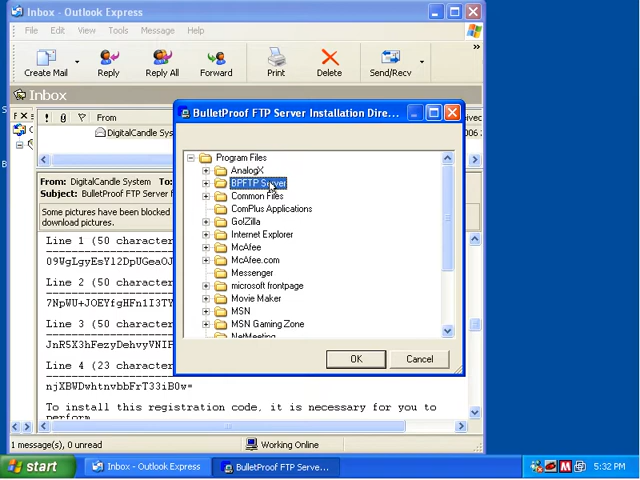 Inbox - Outlook Express
File Edit View Tools Message Help
»
Create Mail Reply Reply All Forward Print Delete Send/Recv
Inbox
! From
DigitalCandle Sys
BulletProof FTP Server Installation Dire...
Program Files
AnalogX
BPFTP Server
Common Files
ComPlus Applications
Go!Zilla
Internet Explorer
McAfee
McAfee.com
Messenger
microsoft frontpage
Movie Maker
MSN
MSN Gaming Zone
NetMeeting
OK Cancel
From: DigitalCandle System To:
Subject: BulletProof FTP Server
Some pictures have been blocked
download pictures.
Line 1 (50 character
Line 2 (50 character
Line 3 (50 character
Line 4 (23 character
njXBWDwhtnvbbFrT33iB0w=
To install this registration code, it is necessary for you to
perform
1 message(s), 0 unread Working Online
start Inbox - Outlook Express BulletProof FTP Serve... 5:32 PM